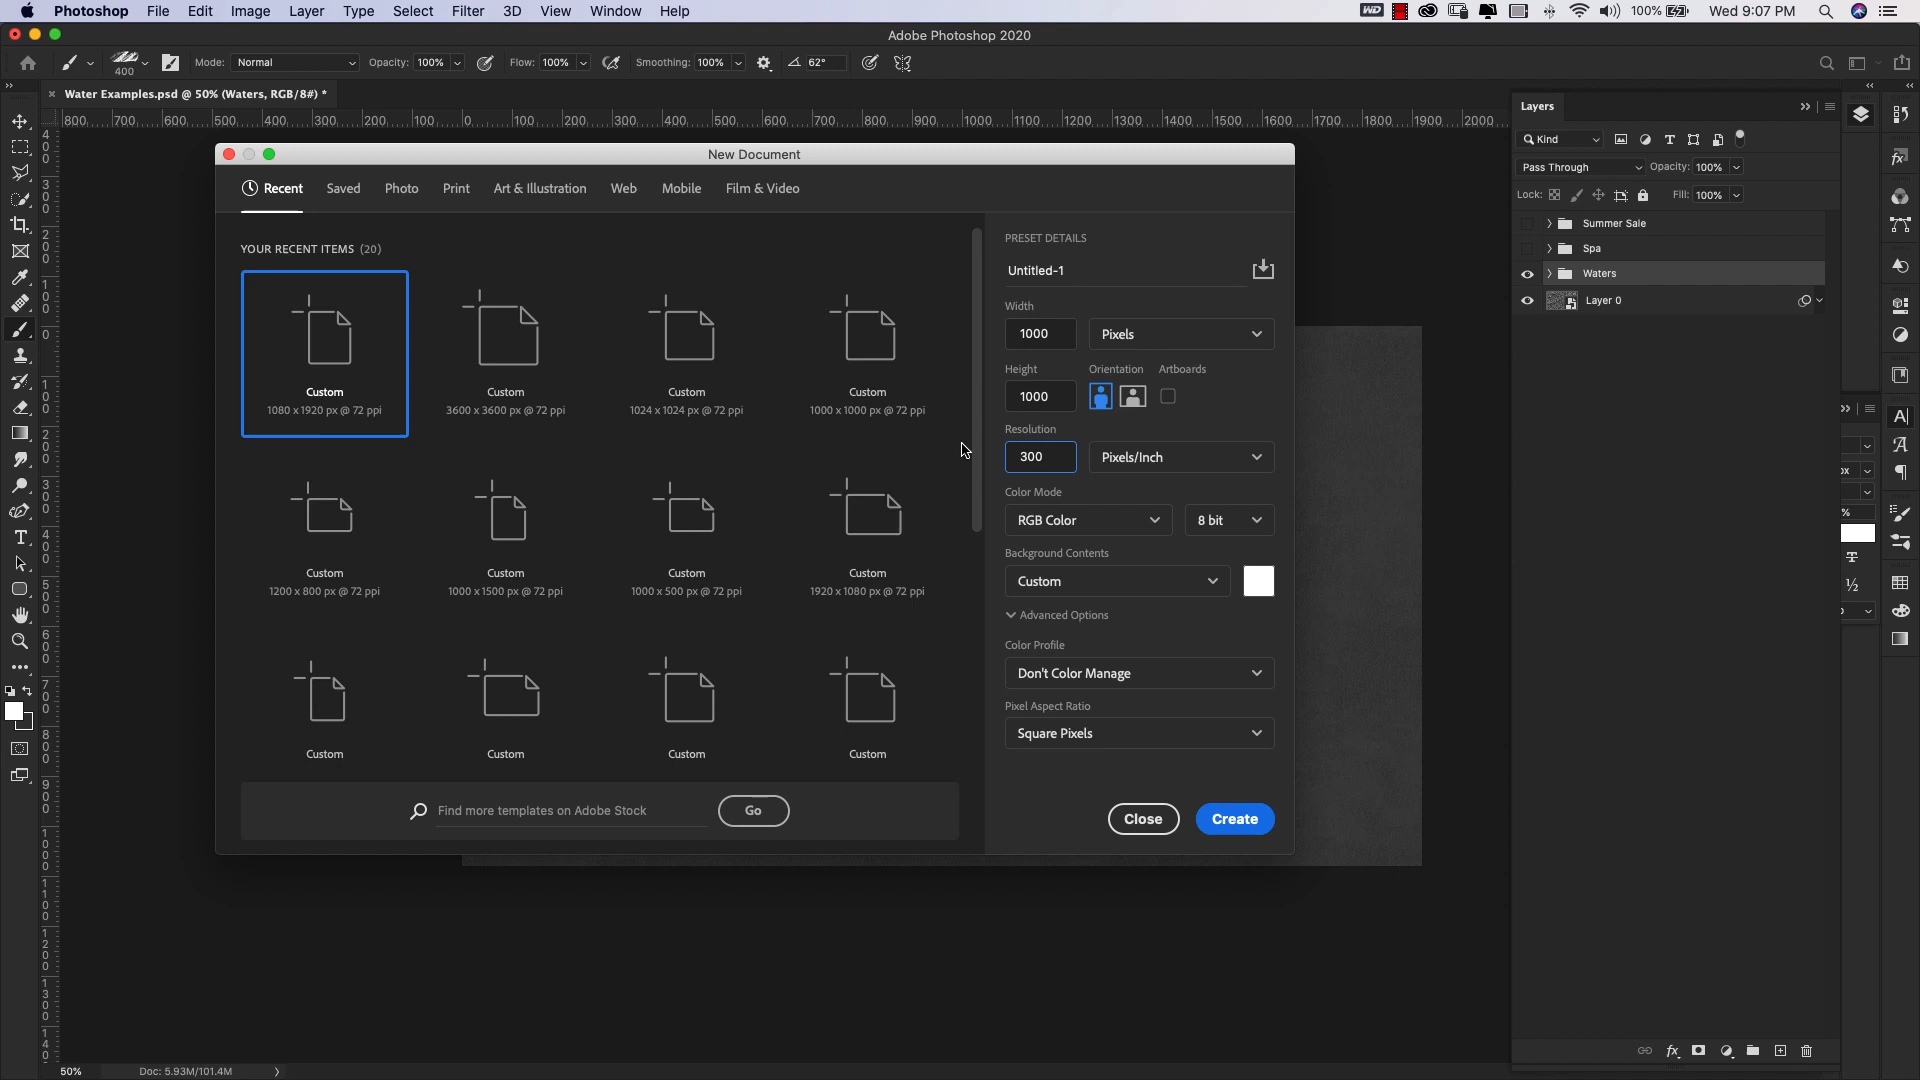 Photoshop File Edit Image Layer Type Select Filter 3D View Window Help 100% Wed 9:07 PM
Adobe Photoshop 2020
400 Mode: Normal Opacity: 100% Flow: 100% Smoothing: 100% 62°
Water Examples.psd @ 50% (Waters, RGB/8#) *
800 700 600 500 400 300 200 100 0 100 200 300 400 500 600 700 800 900 1000 1100 1200 1300 1400 1500 1600 1700 1800 1900 2000
New Document
Recent Saved Photo Print Art & Illustration Web Mobile Film & Video
YOUR RECENT ITEMS (20)
Custom Custom Custom Custom
1080 x 1920 px @ 72 ppi 3600 x 3600 px @ 72 ppi 1024 x 1024 px @ 72 ppi 1000 x 1000 px @ 72 ppi
Custom Custom Custom Custom
1200 x 800 px @ 72 ppi 1000 x 1500 px @ 72 ppi 1000 x 500 px @ 72 ppi 1920 x 1080 px @ 72 ppi
Custom Custom Custom Custom
Find more templates on Adobe Stock Go
PRESET DETAILS
Untitled-1
Width
1000 Pixels
Height Orientation Artboards
1000
Resolution
300 Pixels/Inch
Color Mode
RGB Color 8 bit
Background Contents
Custom
Advanced Options
Color Profile
Don't Color Manage
Pixel Aspect Ratio
Square Pixels
Close Create
Layers
Kind
Pass Through Opacity: 100%
Lock: Fill: 100%
Summer Sale
Spa
Waters
Layer 0
50% Doc: 5.93M/101.4M